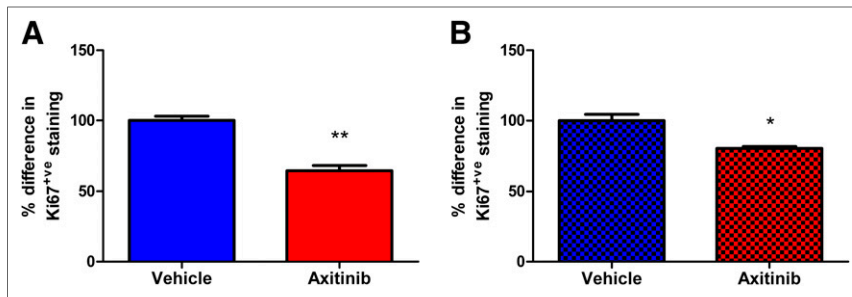 A
% difference in
Ki67+ve staining
150
100
50
0
**
Vehicle
Axitinib
B
% difference in
Ki67+ve staining
150
100
50
0
*
Vehicle
Axitinib